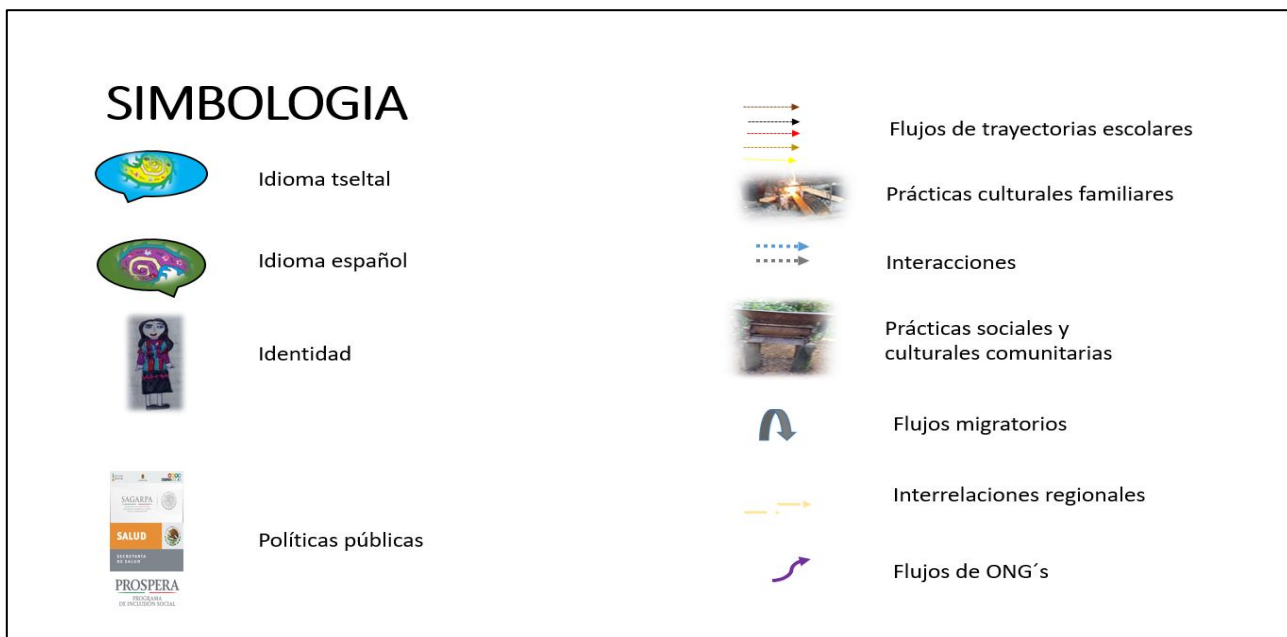 SIMBOLOGIA
Idioma tseltal
Idioma español
Identidad
SAGARPA
SALUD
SECRETARÍA
DE SALUD
PROSPERA
PROGRAMA
DE INCLUSIÓN SOCIAL
Políticas públicas
Flujos de trayectorias escolares
Prácticas culturales familiares
Interacciones
Prácticas sociales y
culturales comunitarias
Flujos migratorios
Interrelaciones regionales
Flujos de ONG´s